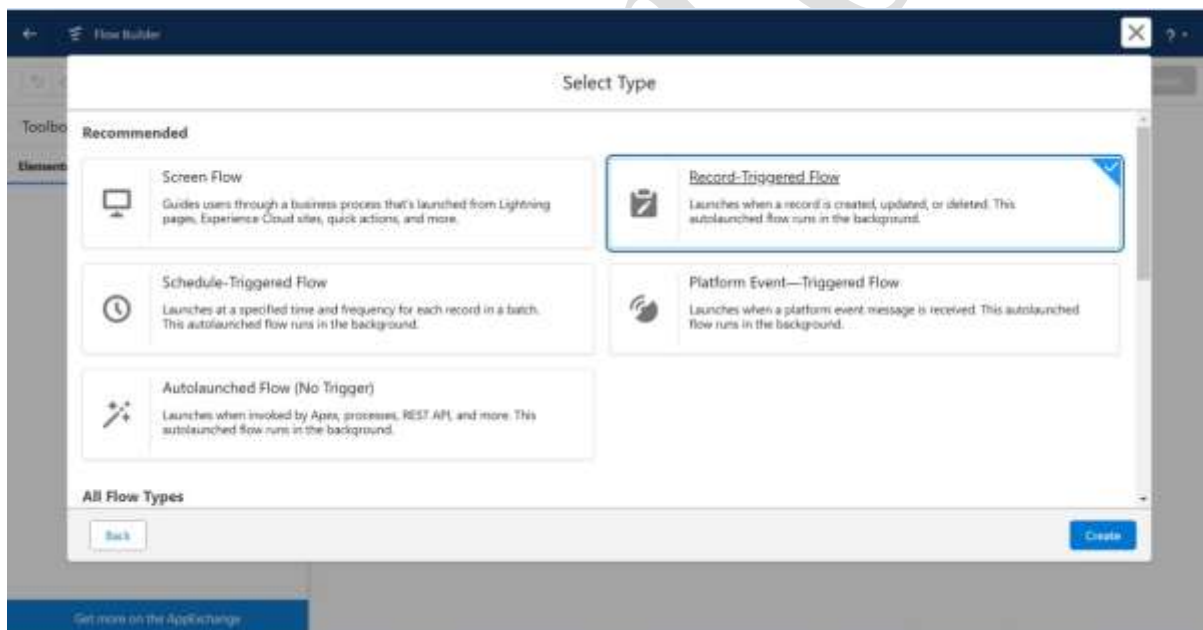 Flow Builder
?
Select Type
Toolbo
Recommended
Elements
Screen Flow
Guides users through a business process that's launched from Lightning
pages, Experience Cloud sites, quick actions, and more.
Record-Triggered Flow
Launches when a record is created, updated, or deleted. This
autolaunched flow runs in the background.
Schedule-Triggered Flow
Launches at a specified time and frequency for each record in a batch.
This autolaunched flow runs in the background.
Platform Event—Triggered Flow
Launches when a platform event message is received. This autolaunched
flow runs in the background.
Autolaunched Flow (No Trigger)
Launches when invoked by Apex, processes, REST API, and more. This
autolaunched flow runs in the background.
All Flow Types
Back
Create
Get more on the AppExchange